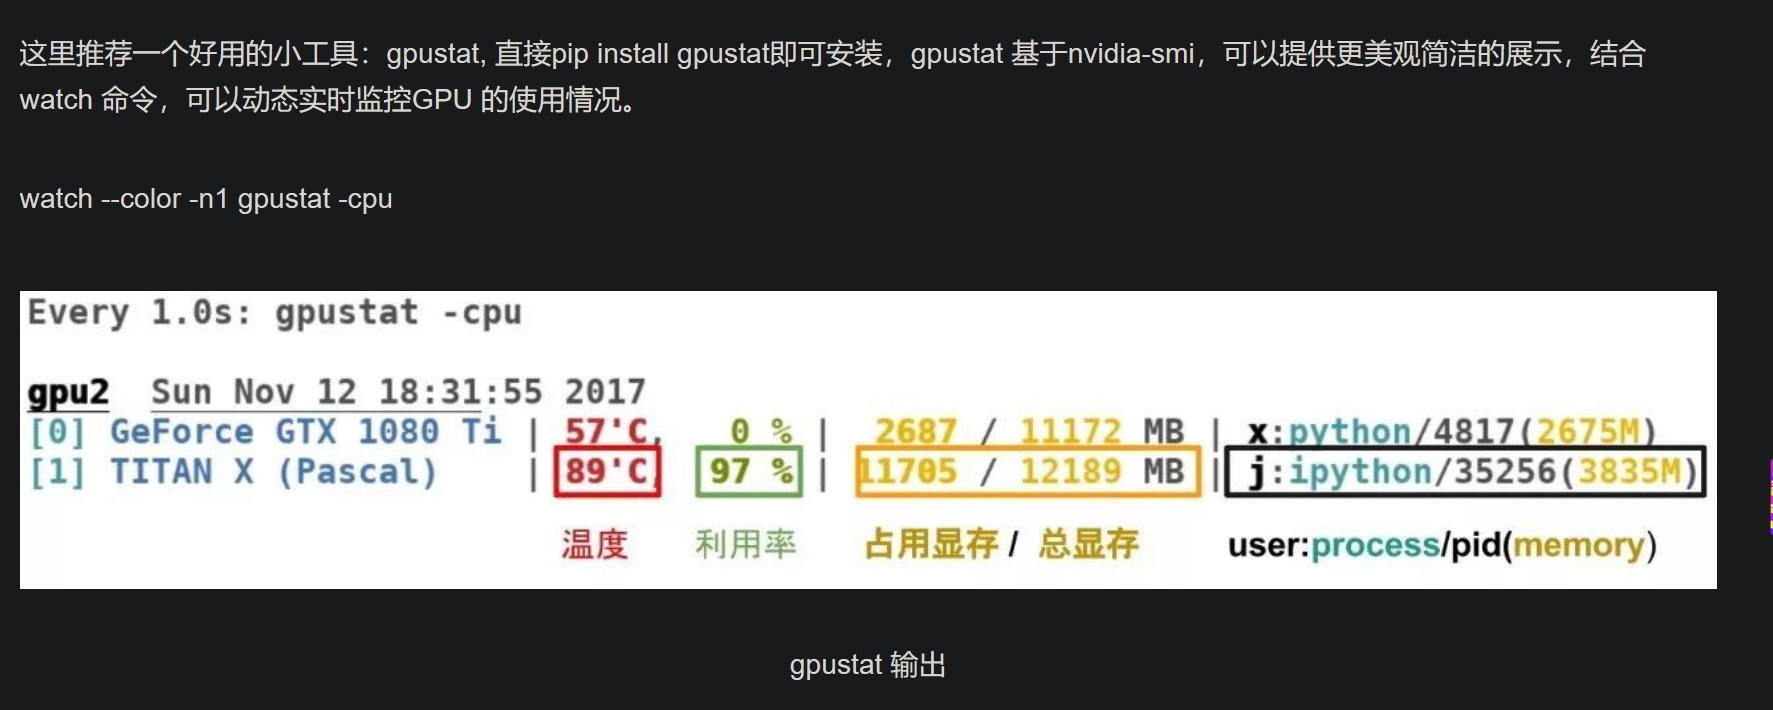 这里推荐一个好用的小工具：gpustat, 直接pip install gpustat即可安装，gpustat 基于nvidia-smi，可以提供更美观简洁的展示，结合
watch 命令，可以动态实时监控GPU 的使用情况。
watch --color -n1 gpustat -cpu
Every 1.0s: gpustat -cpu
gpu2 Sun Nov 12 18:31:55 2017
[0] GeForce GTX 1080 Ti | 57'C, 0 % | 2687 / 11172 MB | x:python/4817(2675M)
[1] TITAN X (Pascal) | 89'C 97 % | 11705 / 12189 MB | j:ipython/35256(3835M)
温度 利用率 占用显存 / 总显存 user:process/pid(memory)
gpustat 输出